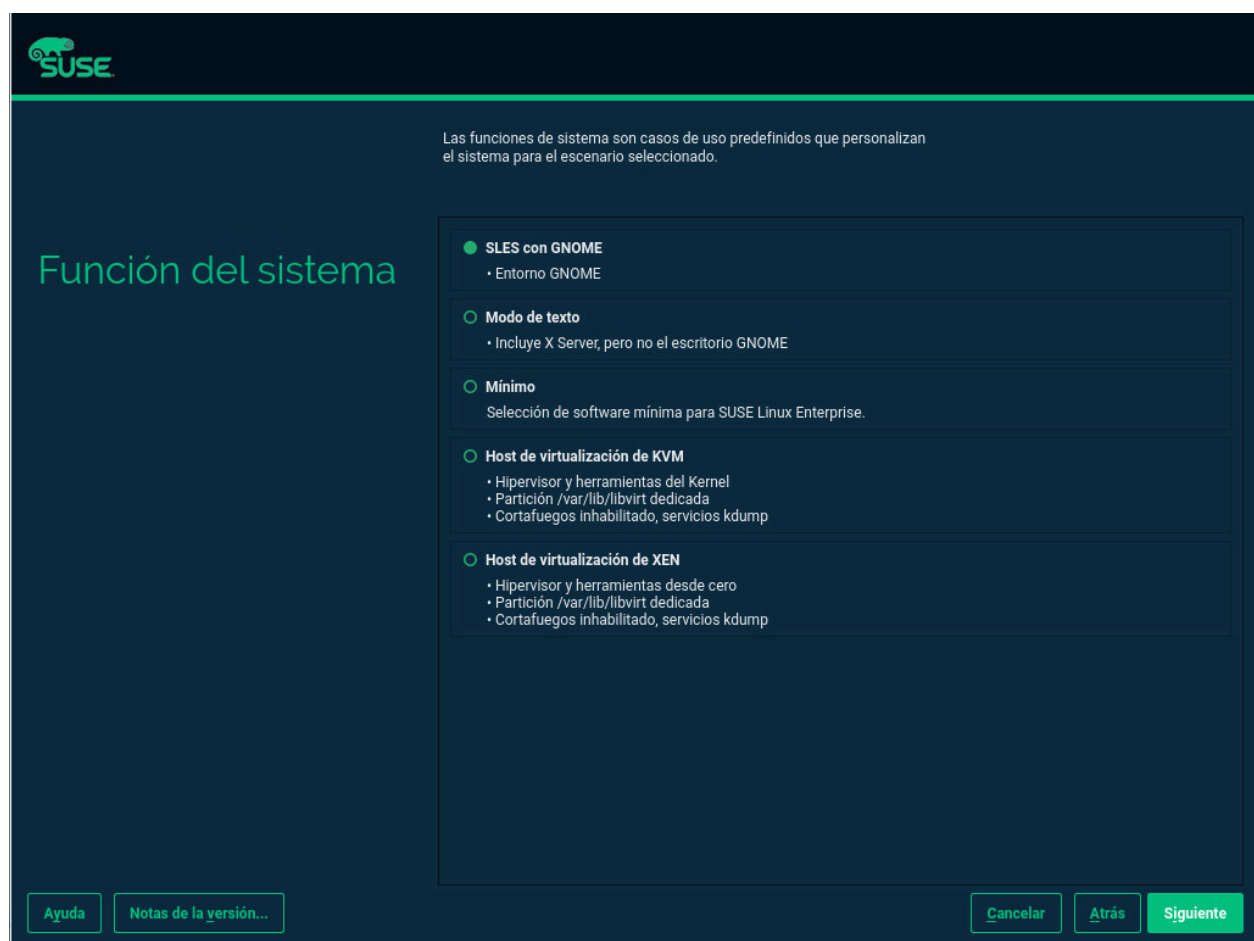 SUSE
Las funciones de sistema son casos de uso predefinidos que personalizan
el sistema para el escenario seleccionado.
Función del sistema
SLES con GNOME
• Entorno GNOME
Modo de texto
• Incluye X Server, pero no el escritorio GNOME
Mínimo
Selección de software mínima para SUSE Linux Enterprise.
Host de virtualización de KVM
• Hipervisor y herramientas del Kernel
• Partición /var/lib/libvirt dedicada
• Cortafuegos inhabilitado, servicios kdump
Host de virtualización de XEN
• Hipervisor y herramientas desde cero
• Partición /var/lib/libvirt dedicada
• Cortafuegos inhabilitado, servicios kdump
Ayuda
Notas de la versión...
Cancelar
Atrás
Siguiente